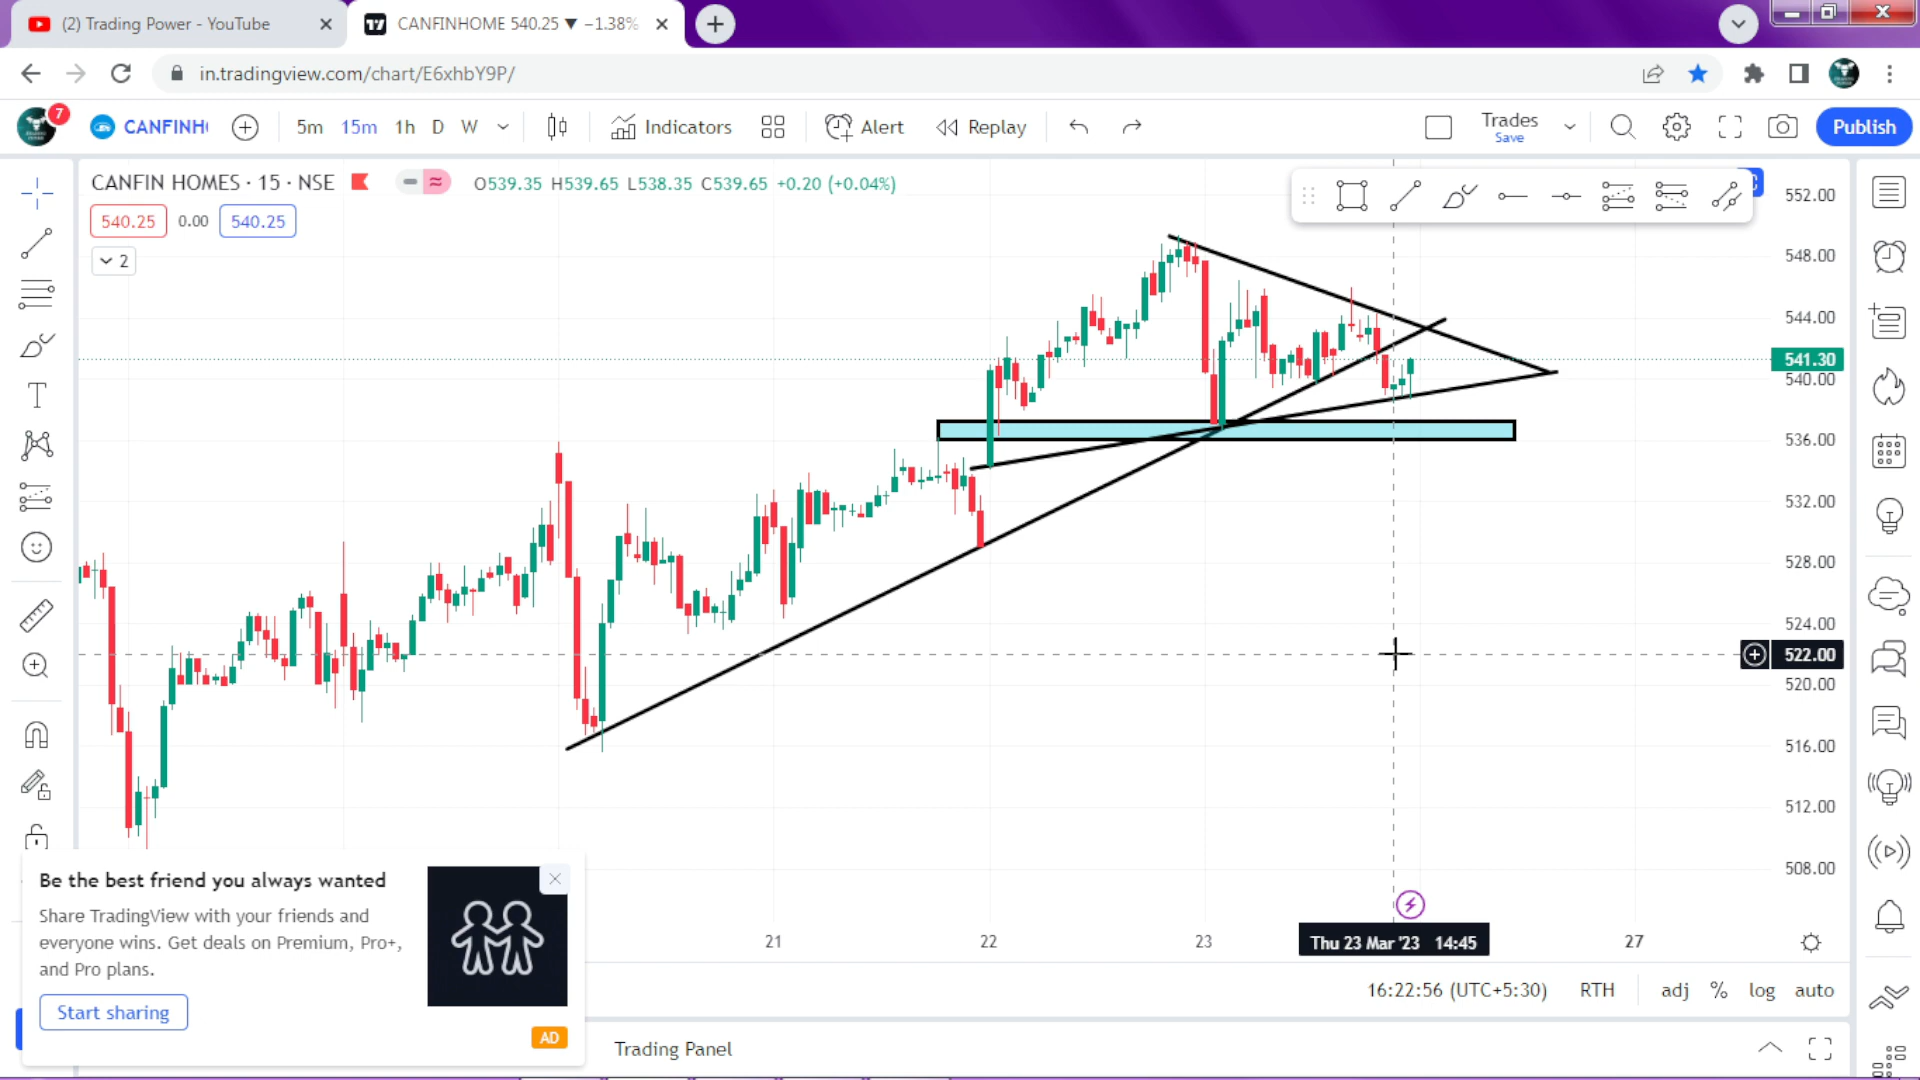 (2) Trading Power - YouTube
CANFINHOME 540.25 ▼ −1.38%
in.tradingview.com/chart/E6xhbY9P/
7
CANFINH
5m 15m 1h D W
Indicators
Alert
Replay
Trades
Save
Publish
CANFIN HOMES · 15 · NSE
O539.35 H539.65 L538.35 C539.65 +0.20 (+0.04%)
540.25 0.00 540.25
2
552.00
548.00
544.00
541.30
540.00
536.00
532.00
528.00
524.00
522.00
520.00
516.00
512.00
508.00
Be the best friend you always wanted
Share TradingView with your friends and
everyone wins. Get deals on Premium, Pro+,
and Pro plans.
Start sharing
AD
21 22 23 Thu 23 Mar '23 14:45 27
16:22:56 (UTC+5:30) RTH adj % log auto
Trading Panel